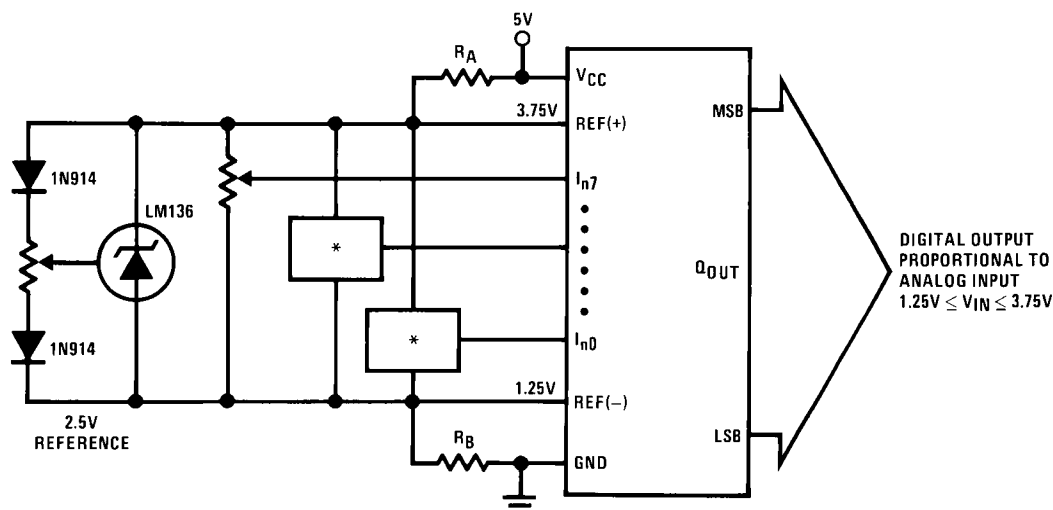 5V
RA
VCC
3.75V
REF(+)
MSB
1N914
In7
LM136
*
QOUT
DIGITAL OUTPUT
PROPORTIONAL TO
ANALOG INPUT
1.25V ≤ VIN ≤ 3.75V
*
In0
1N914
1.25V
REF(−)
2.5V
REFERENCE
RB
GND
LSB